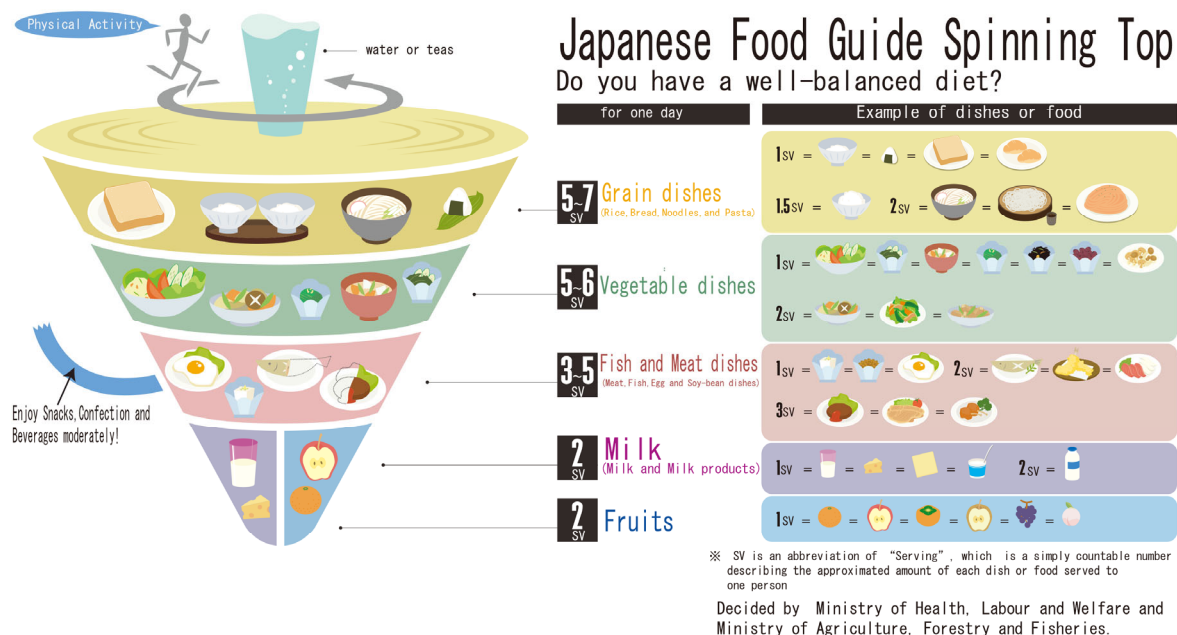 Physical Activity
water or teas
Enjoy Snacks, Confection and
Beverages moderately!
Japanese Food Guide Spinning Top
Do you have a well-balanced diet?
for one day
Example of dishes or food
5~7 SV
Grain dishes
(Rice, Bread, Noodles, and Pasta)
1SV = = = =
1.5SV = 2SV = = =
5~6 SV
Vegetable dishes
1SV = = = = = = =
2SV = = =
3~5 SV
Fish and Meat dishes
(Meat, Fish, Egg and Soy-bean dishes)
1SV = = = 2SV = = =
3SV = = =
2 SV
Milk
(Milk and Milk products)
1SV = = = = 2SV =
2 SV
Fruits
1SV = = = = = =
※ SV is an abbreviation of “Serving”, which is a simply countable number
describing the approximated amount of each dish or food served to
one person
Decided by Ministry of Health, Labour and Welfare and
Ministry of Agriculture, Forestry and Fisheries.